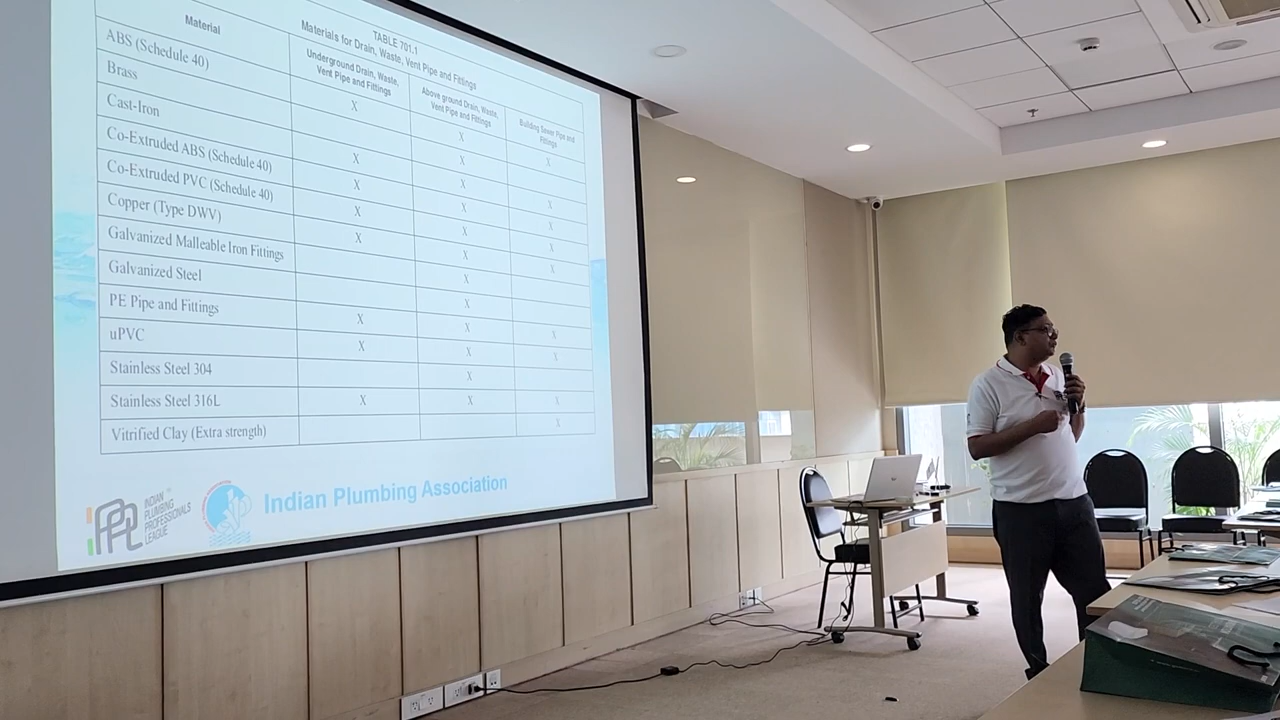 TABLE 701.1
Materials for Drain, Waste, Vent Pipe and Fittings
Material
Underground Drain, Waste, Vent Pipe and Fittings
Above ground Drain, Waste, Vent Pipe and Fittings
Building Sewer Pipe and Fittings
ABS (Schedule 40) X X X
Brass X
Cast-Iron X X X
Co-Extruded ABS (Schedule 40) X X X
Co-Extruded PVC (Schedule 40) X X X
Copper (Type DWV) X X X
Galvanized Malleable Iron Fittings X
Galvanized Steel X
PE Pipe and Fittings X X X
uPVC X X X
Stainless Steel 304 X
Stainless Steel 316L X X X
Vitrified Clay (Extra strength) X
IPPL
INDIAN
PLUMBING
PROFESSIONALS
LEAGUE
Indian Plumbing Association